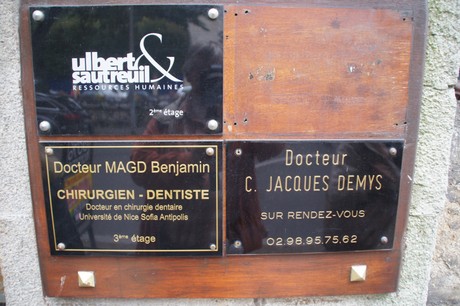 ulbert &
sautreuil
RESSOURCES HUMAINES
2ème étage
Docteur MAGD Benjamin
CHIRURGIEN - DENTISTE
Docteur en chirurgie dentaire
Université de Nice Sofia Antipolis
3ème étage
Docteur
C. JACQUES DEMYS
SUR RENDEZ-VOUS
02.98.95.75.62